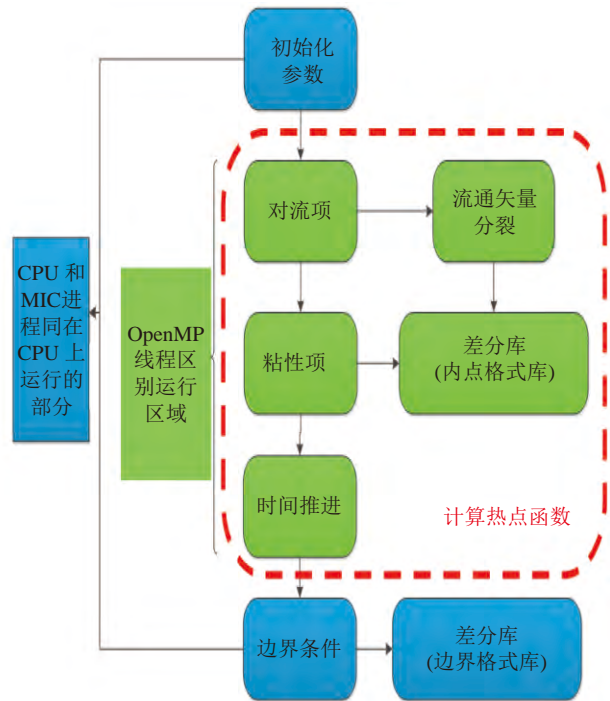 初始化
参数
对流项
流通矢量
分裂
CPU 和
MIC进
程同在
CPU 上
运行的
部分
OpenMP
线程区
别运行
区域
粘性项
差分库
(内点格式库)
时间推进
计算热点函数
边界条件
差分库
(边界格式库)